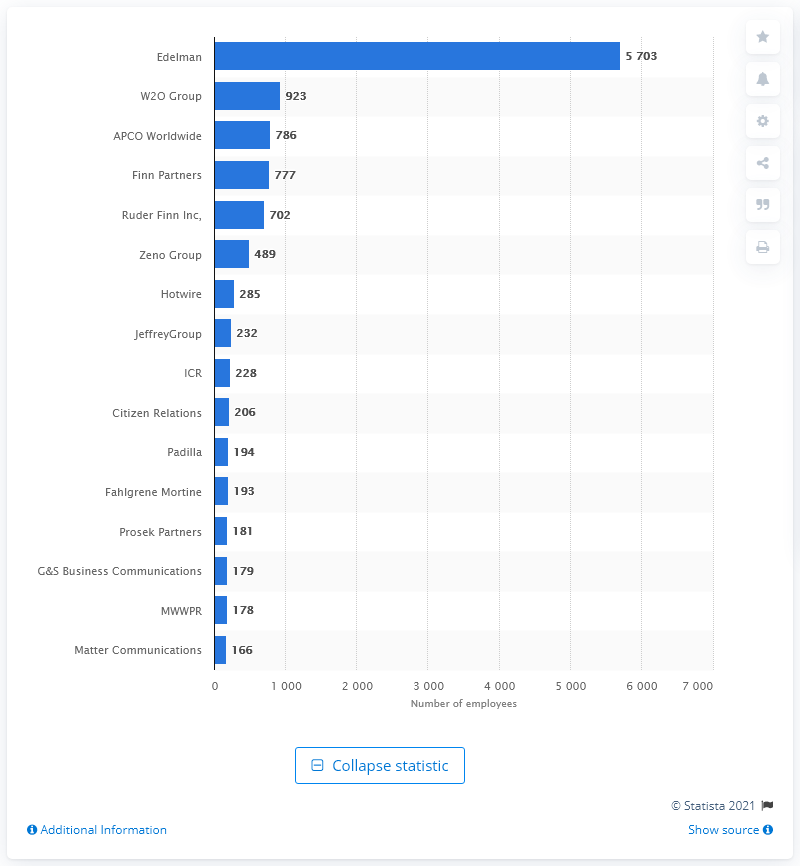 Edelman 5 703
W2O Group 923
APCO Worldwide 786
Finn Partners 777
Ruder Finn Inc, 702
Zeno Group 489
Hotwire 285
JeffreyGroup 232
ICR 228
Citizen Relations 206
Padilla 194
Fahlgrene Mortine 193
Prosek Partners 181
G&S Business Communications 179
MWWPR 178
Matter Communications 166
0 1 000 2 000 3 000 4 000 5 000 6 000 7 000
Number of employees
Collapse statistic
© Statista 2021
Additional Information Show source